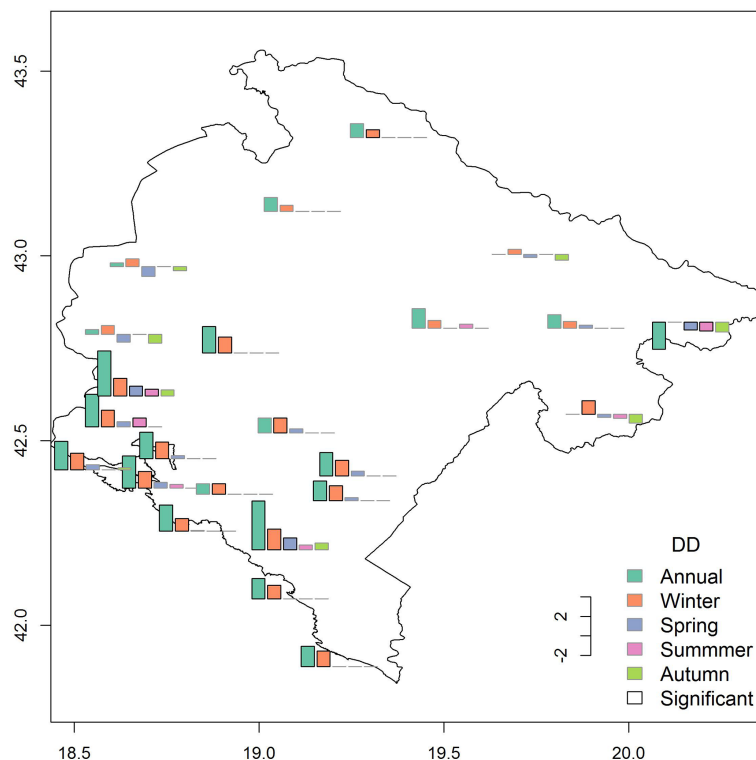 43.5
43.0
42.5
42.0
DD
Annual
Winter
Spring
Summmer
Autumn
Significant
2
-2
18.5 19.0 19.5 20.0